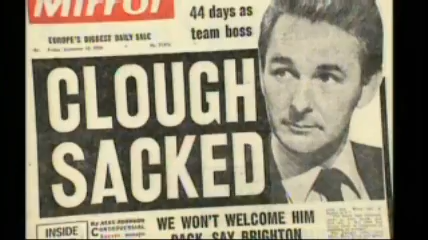 Mirror
EUROPE'S BIGGEST DAILY SALE
44 days as
team boss
CLOUGH
SACKED
INSIDE
WE WON'T WELCOME HIM
BACK, SAY BRIGHTON